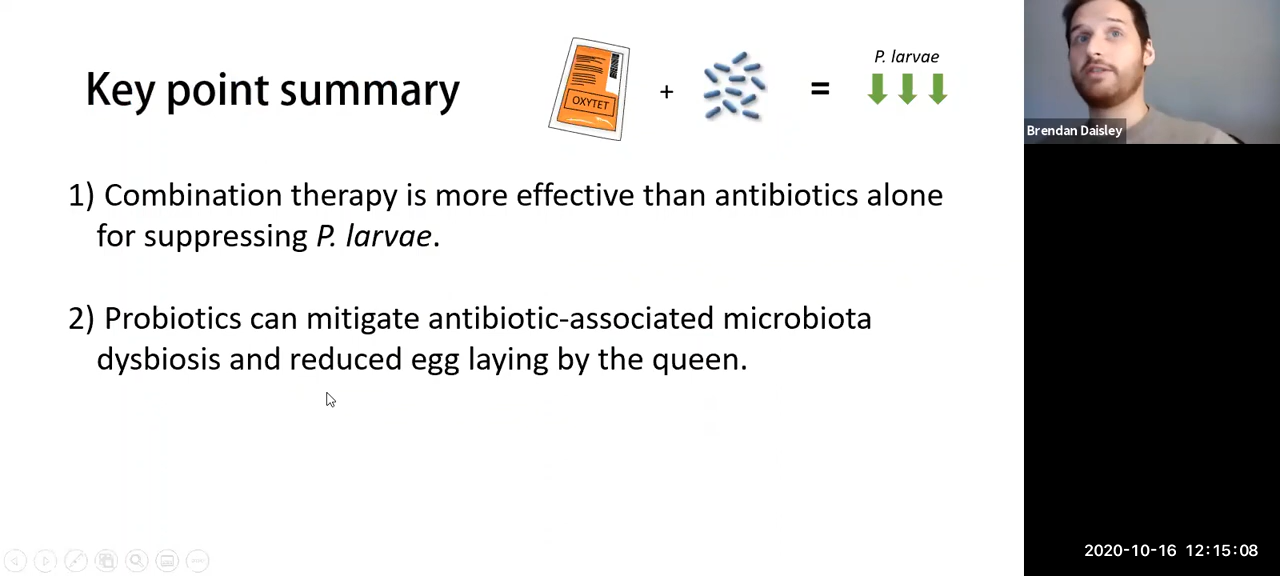 Key point summary
OXYTET
+
=
P. larvae
Brendan Daisley
1) Combination therapy is more effective than antibiotics alone
for suppressing P. larvae.
2) Probiotics can mitigate antibiotic-associated microbiota
dysbiosis and reduced egg laying by the queen.
2020-10-16 12:15:08